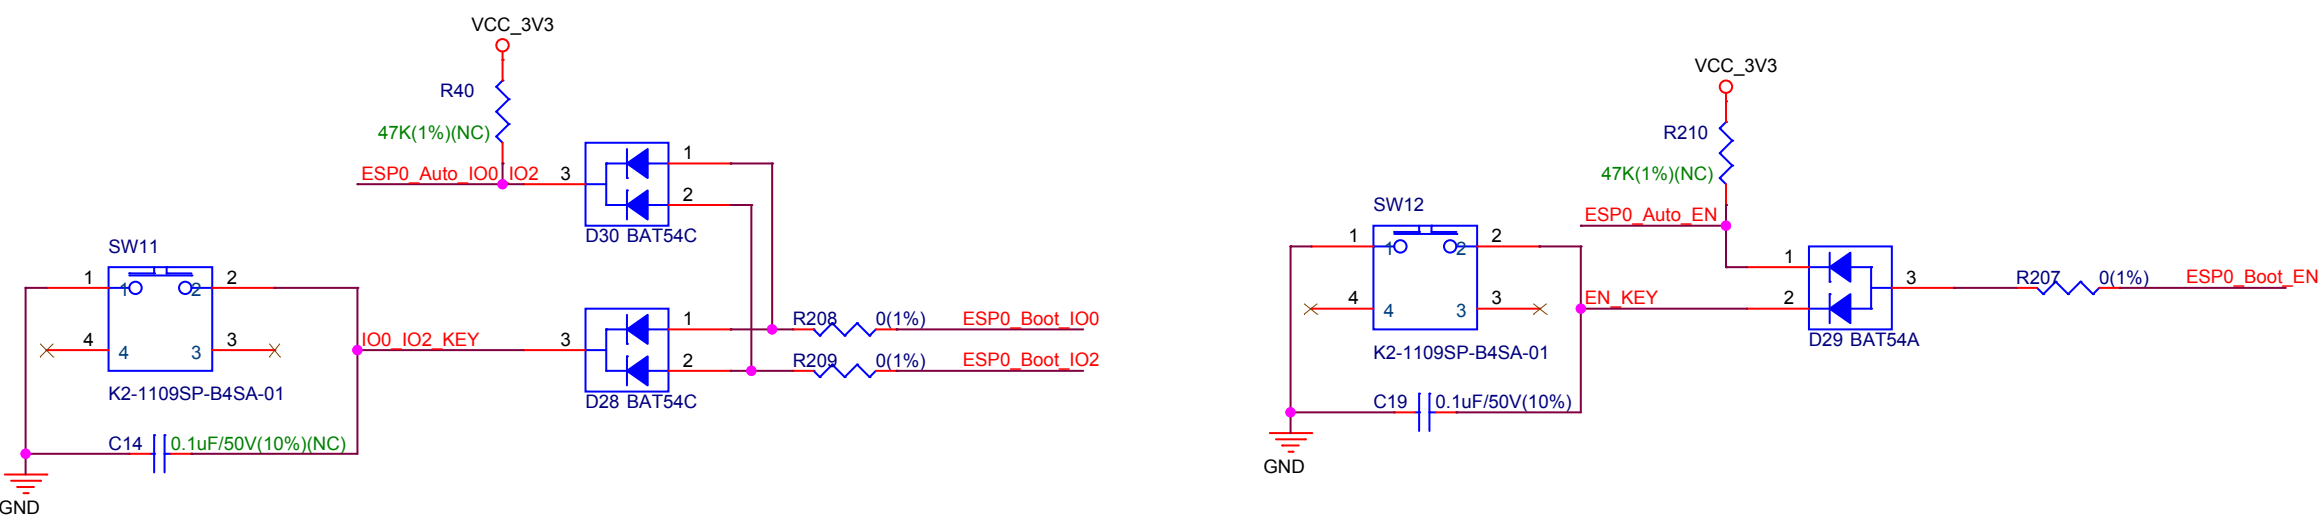 VCC_3V3
R40
47K(1%)(NC)
ESP0_Auto_IO0_IO2
3
1
2
D30 BAT54C
SW11
1
1
2
2
4
4
3
3
K2-1109SP-B4SA-01
IO0_IO2_KEY
3
1
2
D28 BAT54C
R208
0(1%)
ESP0_Boot_IO0
R209
0(1%)
ESP0_Boot_IO2
C14
0.1uF/50V(10%)(NC)
GND
VCC_3V3
R210
47K(1%)(NC)
ESP0_Auto_EN
SW12
1
1
2
2
4
4
3
3
K2-1109SP-B4SA-01
EN_KEY
1
2
3
D29 BAT54A
R207
0(1%)
ESP0_Boot_EN
C19
0.1uF/50V(10%)
GND